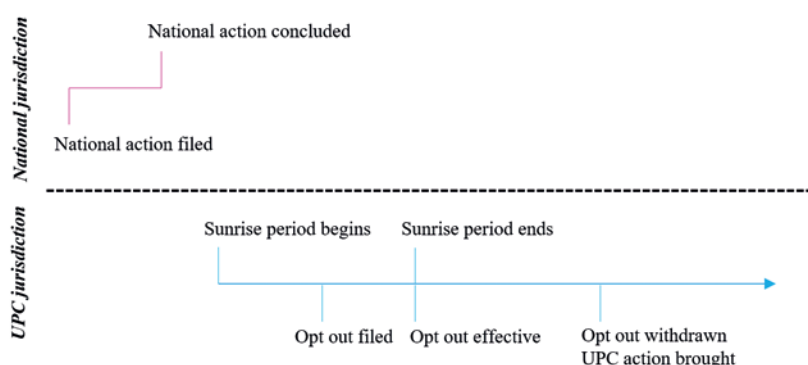 National jurisdiction
National action concluded
National action filed
UPC jurisdiction
Sunrise period begins
Sunrise period ends
Opt out filed
Opt out effective
Opt out withdrawn
UPC action brought